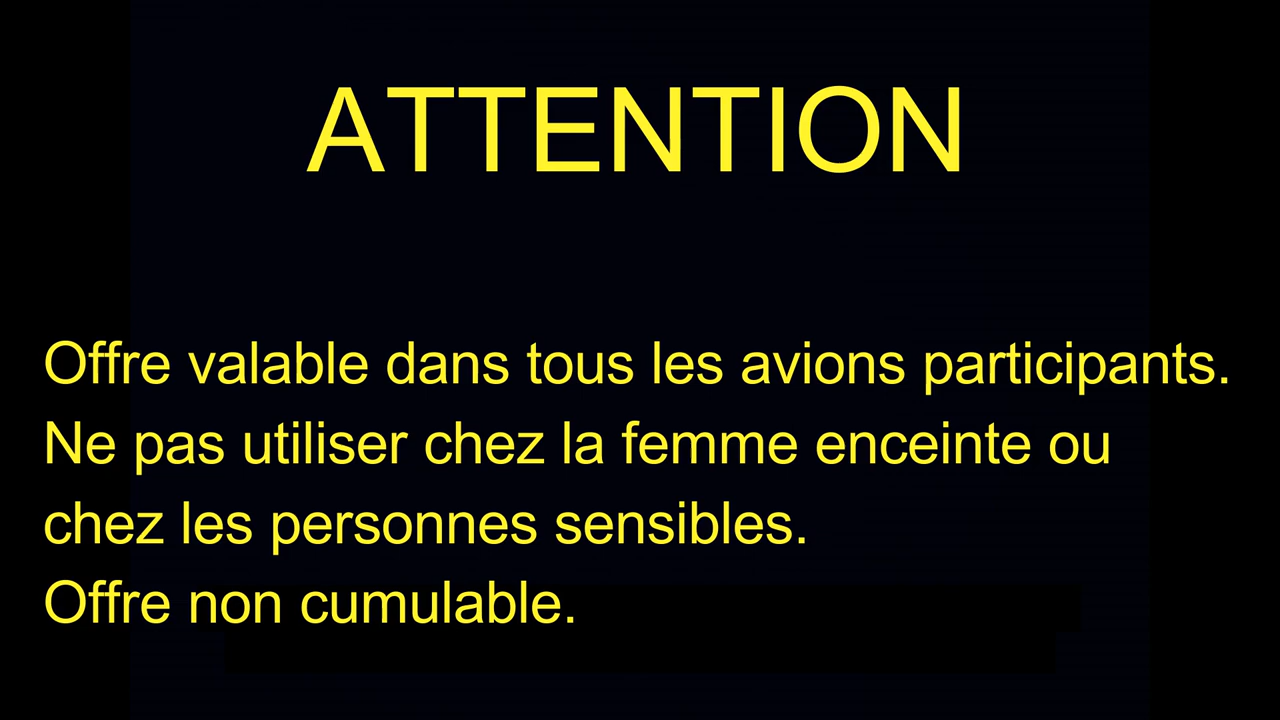 ATTENTION
Offre valable dans tous les avions participants.
Ne pas utiliser chez la femme enceinte ou
chez les personnes sensibles.
Offre non cumulable.